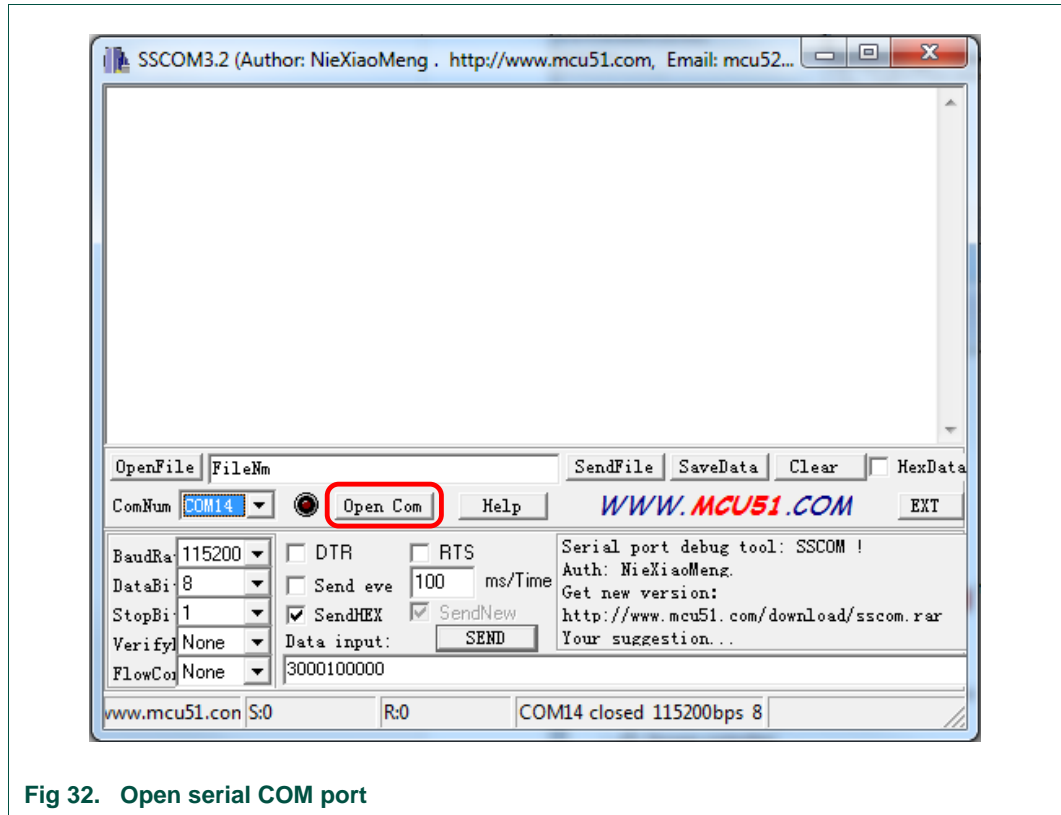 SSCOM3.2 (Author: NieXiaoMeng . http://www.mcu51.com, Email: mcu52...
OpenFile FileNm SendFile SaveData Clear HexData
ComNum COM14 Open Com Help WWW.MCU51.COM EXT
BaudRa 115200 DTR RTS
DataBi 8 Send eve 100 ms/Time
StopBi 1 SendHEX SendNew
Verify None Data input: SEND
FlowCo None 3000100000
Serial port debug tool: SSCOM !
Auth: NieXiaoMeng.
Get new version:
http://www.mcu51.com/download/sscom.rar
Your suggestion...
www.mcu51.con S:0 R:0 COM14 closed 115200bps 8
Fig 32. Open serial COM port